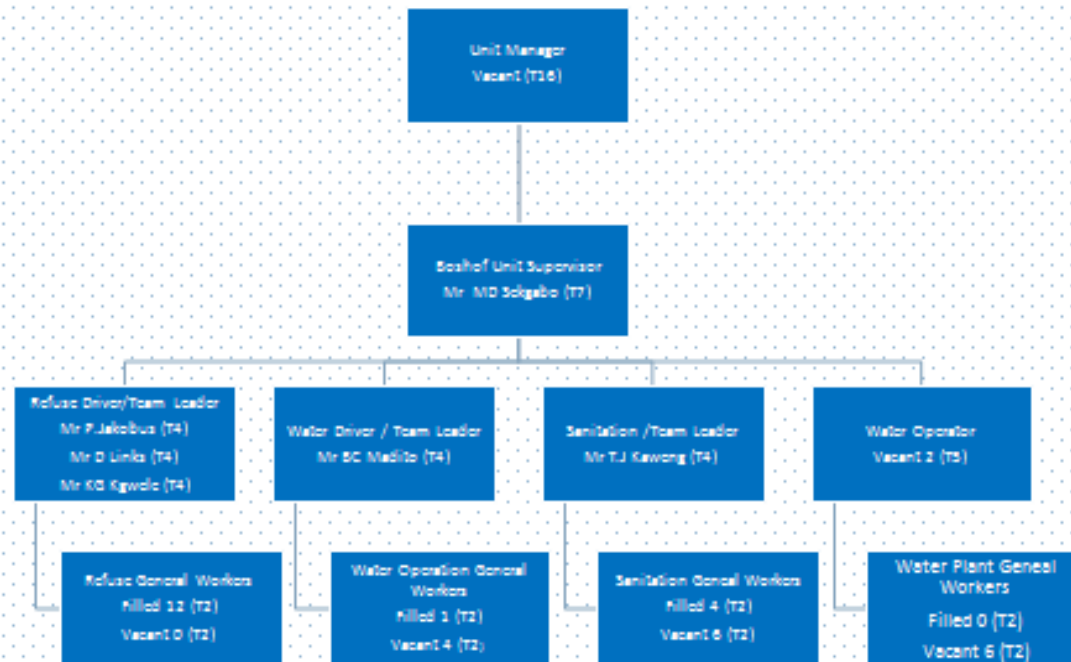 Unit Manager
Vacant (T16)
Boshof Unit Supervisor
Mr MD Sekgabo (T7)
Refuse Driver/Team Leader
Mr P.Jakobus (T4)
Mr D Links (T4)
Mr KG Kgwele (T4)
Water Driver / Team Leader
Mr BC Madito (T4)
Sanitation /Team Leader
Mr T.J Kaweng (T4)
Water Operator
Vacant 2 (T5)
Refuse General Workers
Filled 12 (T2)
Vacant 0 (T2)
Water Operation General
Workers
Filled 1 (T2)
Vacant 4 (T2)
Sanitation Geneal Workers
Filled 4 (T2)
Vacant 6 (T2)
Water Plant Geneal
Workers
Filled 0 (T2)
Vacant 6 (T2)